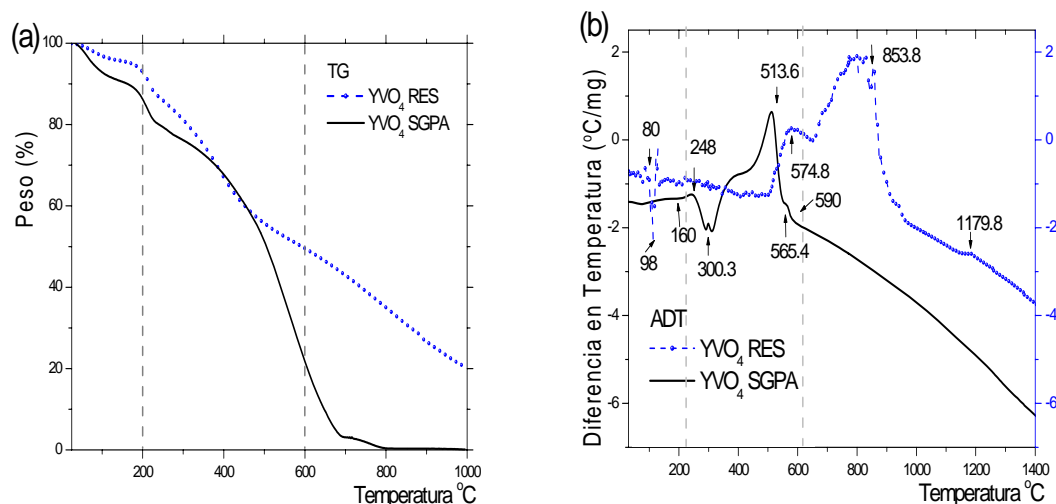 (a)
100
80
60
40
20
0
Peso (%)
TG
YVO4 RES
YVO4 SGPA
200 400 600 800 1000
Temperatura ºC
(b)
2
0
-2
-4
-6
Diferencia en Temperatura (ºC/mg)
80
98
160
248
300.3
513.6
565.4
574.8
590
853.8
1179.8
ADT
YVO4 RES
YVO4 SGPA
2
0
-2
-4
-6
200 400 600 800 1000 1200 1400
Temperatura ºC